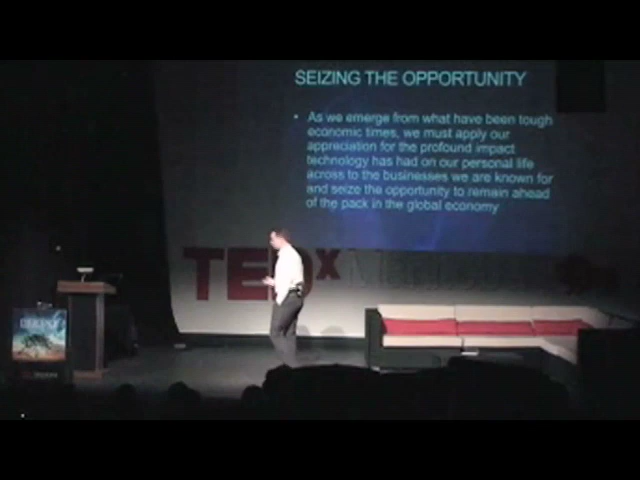 SEIZING THE OPPORTUNITY
• As we emerge from what have been tough
economic times, we must apply our
appreciation for the profound impact
technology has had on our personal life
across to the businesses we are known for
and seize the opportunity to remain ahead
of the pack in the global economy
TEDx